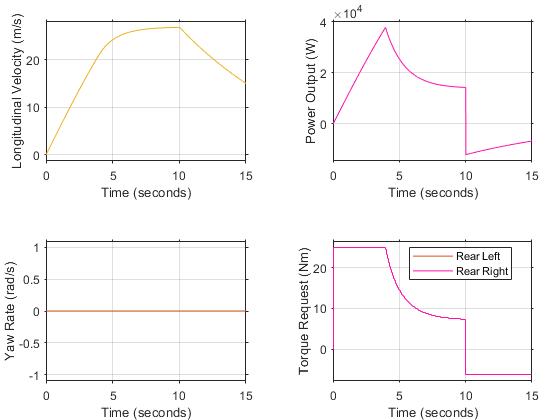 Longitudinal Velocity (m/s)
20
10
0
0 5 10 15
Time (seconds)
×10⁴
Power Output (W)
4
2
0
0 5 10 15
Time (seconds)
Yaw Rate (rad/s)
1
0.5
0
-0.5
-1
0 5 10 15
Time (seconds)
Torque Request (Nm)
20
10
0
Rear Left
Rear Right
0 5 10 15
Time (seconds)